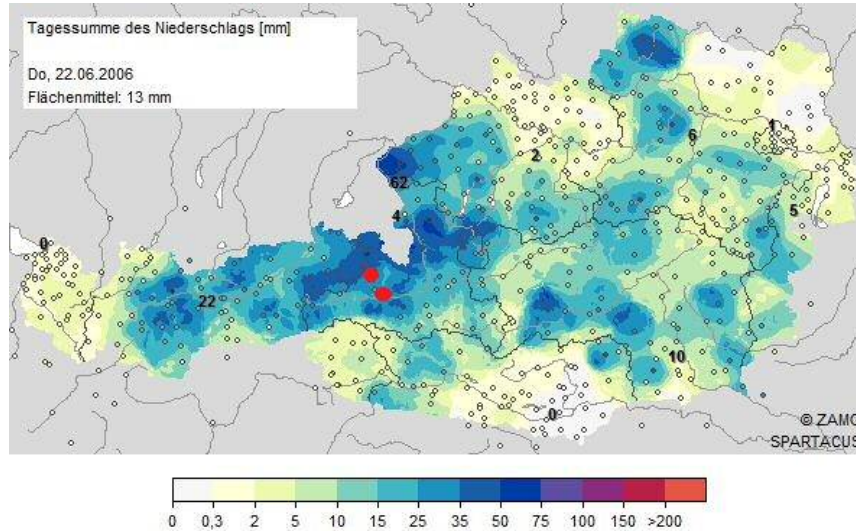 Tagessumme des Niederschlags [mm]
Do, 22.06.2006
Flächenmittel: 13 mm
1
6
2
62
4
5
0
22
10
0
© ZAMG
SPARTACUS
0 0,3 2 5 10 15 25 35 50 75 100 150 >200